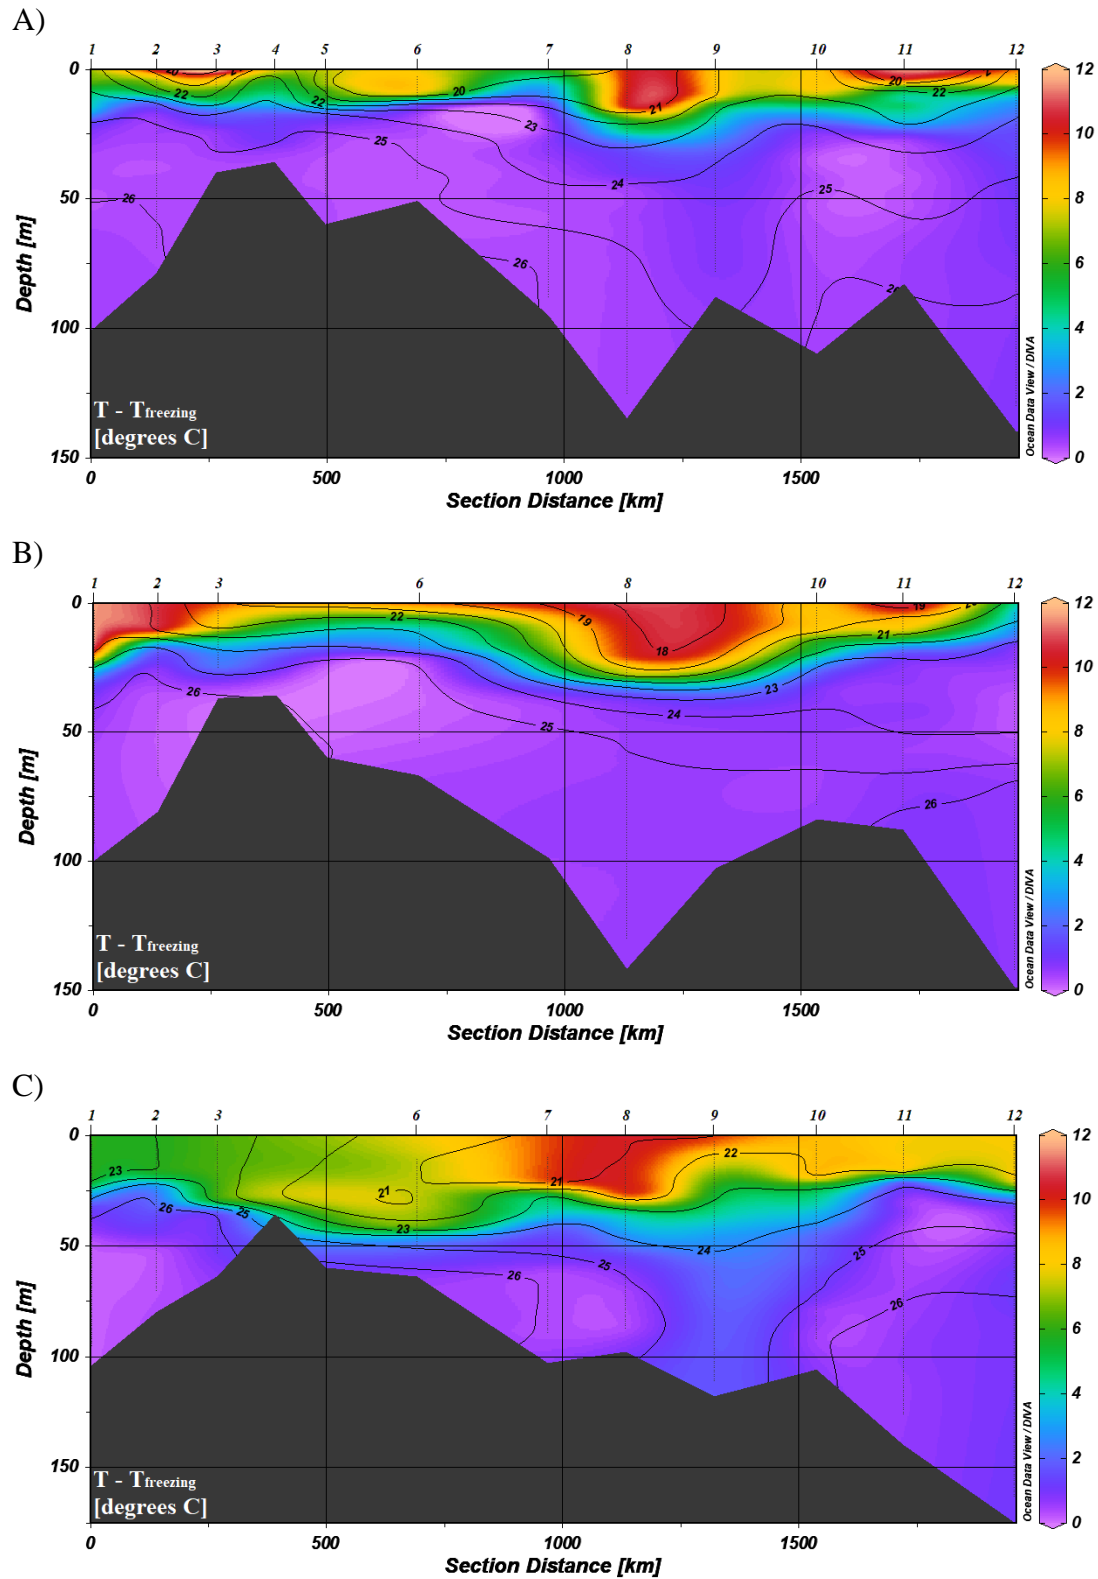 A)
1 2 3 4 5 6 7 8 9 10 11 12
0
50
100
150
Depth [m]
20 22 22 20 25 26 23 24 26 21 25 20 22
T - Tfreezing
[degrees C]
0 500 1000 1500
Section Distance [km]
Ocean Data View / DIVA
12
10
8
6
4
2
0
B)
1 2 3 6 8 10 11 12
0
50
100
150
Depth [m]
26 22 19 18 25 24 23 21 19 26
T - Tfreezing
[degrees C]
0 500 1000 1500
Section Distance [km]
Ocean Data View / DIVA
12
10
8
6
4
2
0
C)
1 2 3 6 7 8 9 10 11 12
0
50
100
150
Depth [m]
23 26 25 21 23 26 21 25 22 24 25 26
T - Tfreezing
[degrees C]
0 500 1000 1500
Section Distance [km]
Ocean Data View / DIVA
12
10
8
6
4
2
0